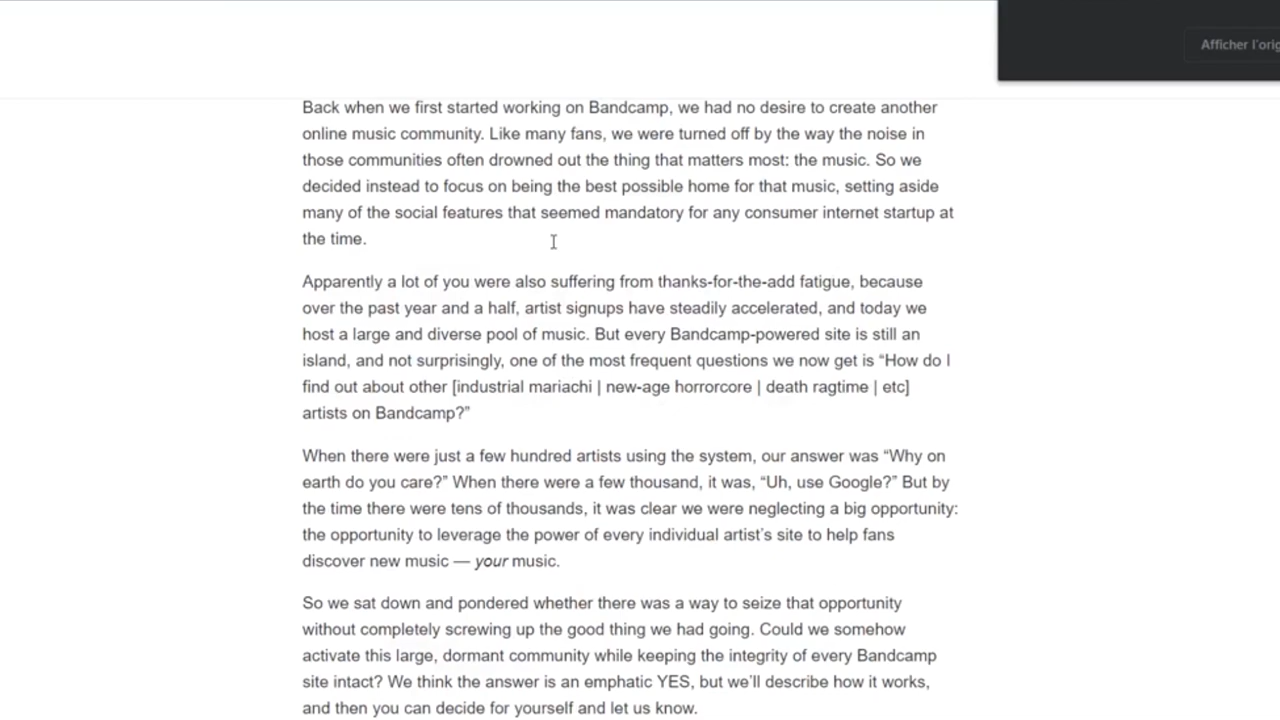 Afficher l'orig
Back when we first started working on Bandcamp, we had no desire to create another
online music community. Like many fans, we were turned off by the way the noise in
those communities often drowned out the thing that matters most: the music. So we
decided instead to focus on being the best possible home for that music, setting aside
many of the social features that seemed mandatory for any consumer internet startup at
the time.
Apparently a lot of you were also suffering from thanks-for-the-add fatigue, because
over the past year and a half, artist signups have steadily accelerated, and today we
host a large and diverse pool of music. But every Bandcamp-powered site is still an
island, and not surprisingly, one of the most frequent questions we now get is “How do I
find out about other [industrial mariachi | new-age horrorcore | death ragtime | etc]
artists on Bandcamp?”
When there were just a few hundred artists using the system, our answer was “Why on
earth do you care?” When there were a few thousand, it was, “Uh, use Google?” But by
the time there were tens of thousands, it was clear we were neglecting a big opportunity:
the opportunity to leverage the power of every individual artist’s site to help fans
discover new music — your music.
So we sat down and pondered whether there was a way to seize that opportunity
without completely screwing up the good thing we had going. Could we somehow
activate this large, dormant community while keeping the integrity of every Bandcamp
site intact? We think the answer is an emphatic YES, but we’ll describe how it works,
and then you can decide for yourself and let us know.